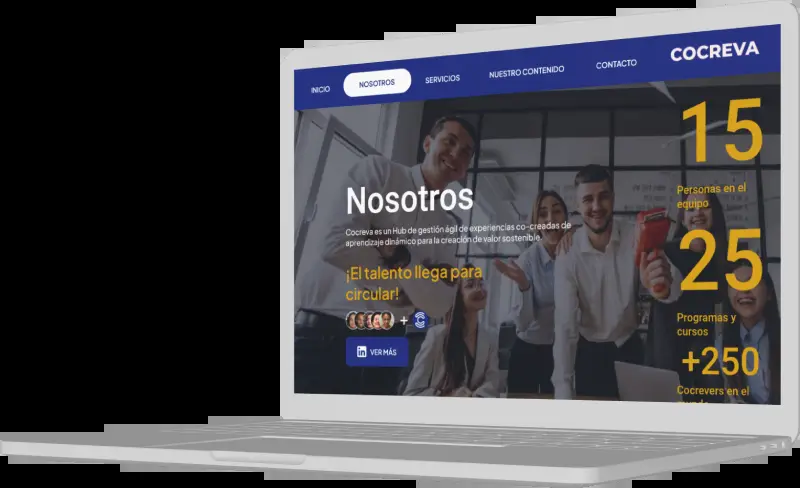 INICIO
NOSOTROS
SERVICIOS
NUESTRO CONTENIDO
CONTACTO
COCREVA
Nosotros
Cocreva es un Hub de gestión ágil de experiencias co-creadas de
aprendizaje dinámico para la creación de valor sostenible.
¡El talento llega para
circular!
+
in VER MÁS
15
Personas en el
equipo
25
Programas y
cursos
+250
Cocrevers en el
mundo